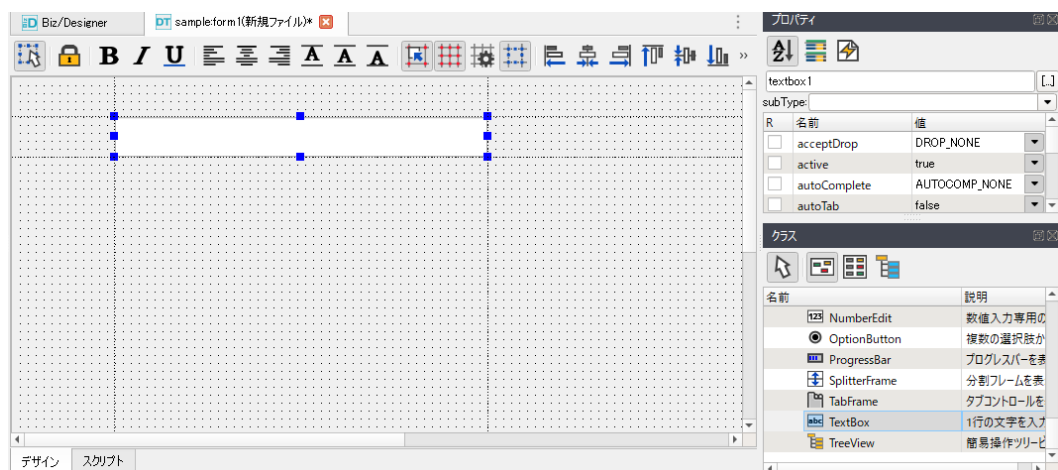 Biz/Designer
DT sample:form1(新規ファイル)*
B I U A A A »
デザイン スクリプト
プロパティ
textbox1 [...]
subType:
R 名前 値
acceptDrop DROP_NONE
active true
autoComplete AUTOCOMP_NONE
autoTab false
クラス
名前 説明
123 NumberEdit 数値入力専用の
OptionButton 複数の選択肢か
ProgressBar プログレスバーを表
SplitterFrame 分割フレームを表
TabFrame タブコントロールを
abc TextBox 1行の文字を入力
TreeView 簡易操作ツリービ